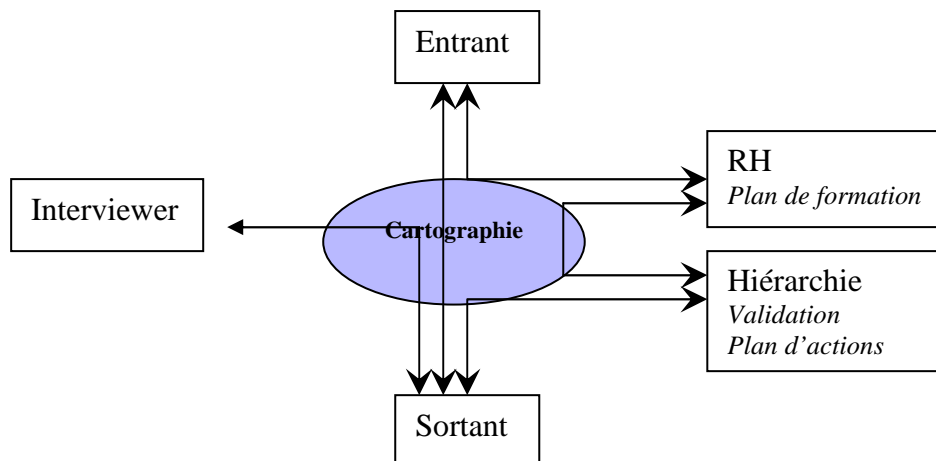 Entrant
RH
Plan de formation
Interviewer
Cartographie
Hiérarchie
Validation
Plan d’actions
Sortant